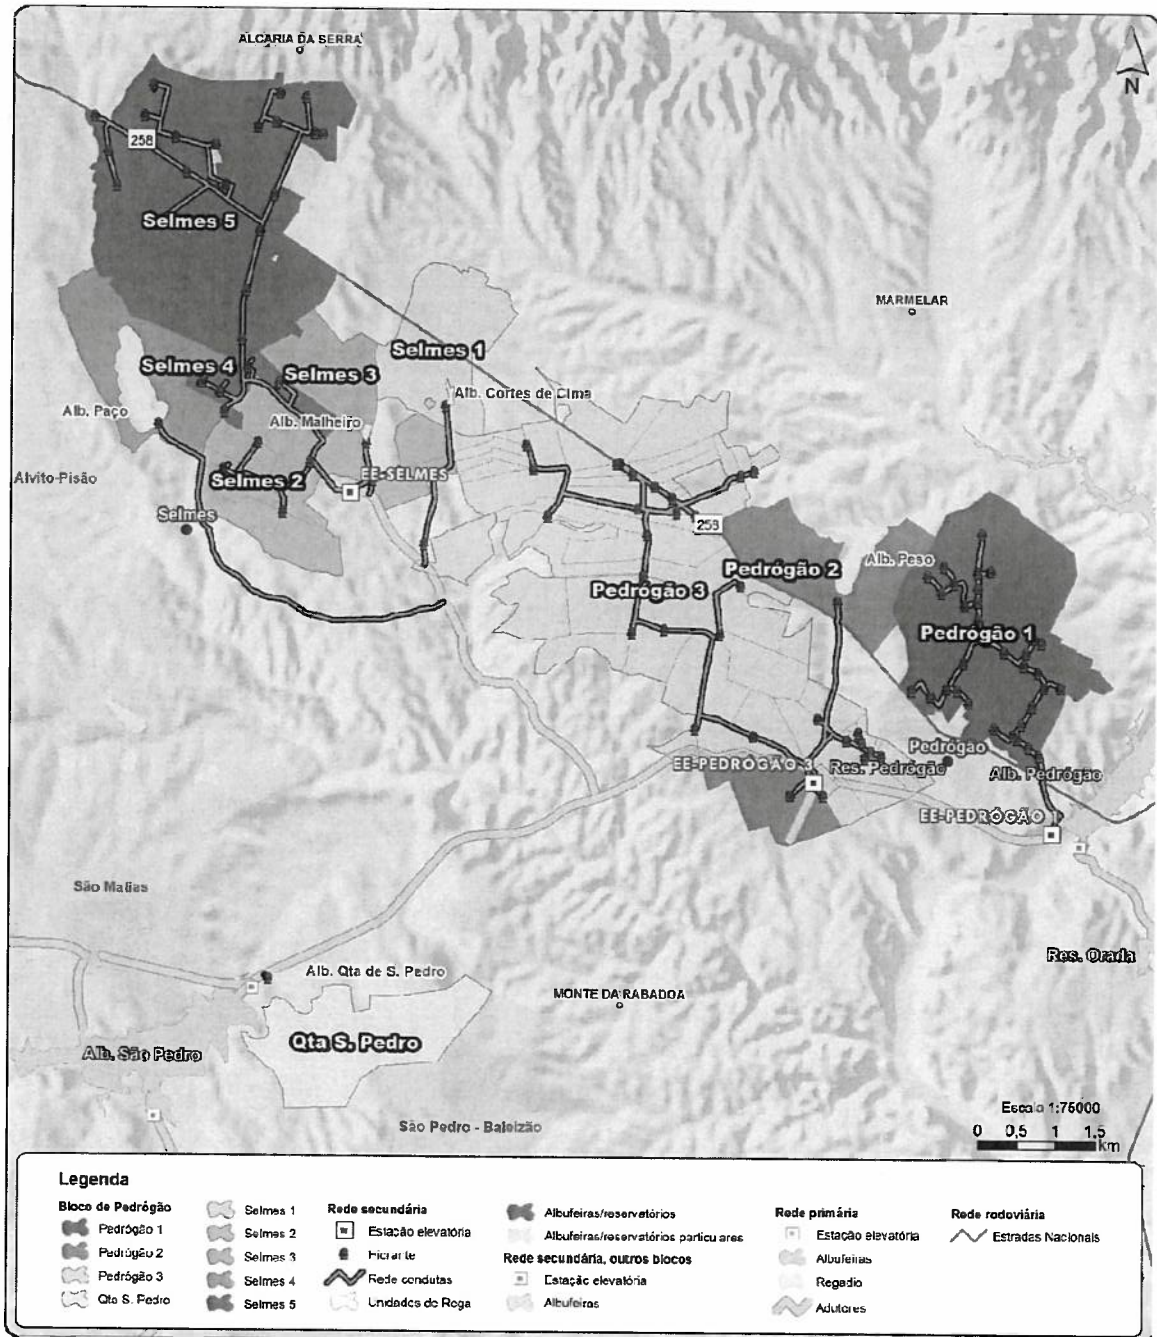 ALCARIA DA SERRA
N
258
Selmes 5
MARMELAR
Selmes 1
Selmes 4
Selmes 3
Alb. Cortes de Cima
Alb. Paço
Alb. Malheiro
Alvito-Pisão
EE-SELMES
Selmes 2
Selmes
258
Alb. Peso
Pedrógão 2
Pedrógão 3
Pedrógão 1
Pedrógão
EE-PEDRÓGÃO 3
Res. Pedrógão
Alb. Pedrógão
EE-PEDRÓGÃO
São Matias
Res. Orada
Alb. Qta de S. Pedro
MONTE DA RABADOA
Qta S. Pedro
Alb. São Pedro
São Pedro - Baleizão
Escala 1:75000
0 0,5 1 1,5
km
Legenda
Bloco de Pedrógão
Pedrógão 1
Pedrógão 2
Pedrógão 3
Qta S. Pedro
Selmes 1
Selmes 2
Selmes 3
Selmes 4
Selmes 5
Rede secundária
Estação elevatória
Hidrante
Rede condutas
Unidades de Rega
Albufeiras/reservatórios
Albufeiras/reservatórios particulares
Rede secundária, outros blocos
Estação elevatória
Albufeiras
Rede primária
Estação elevatória
Albufeiras
Regadio
Adutores
Rede rodoviária
Estradas Nacionais